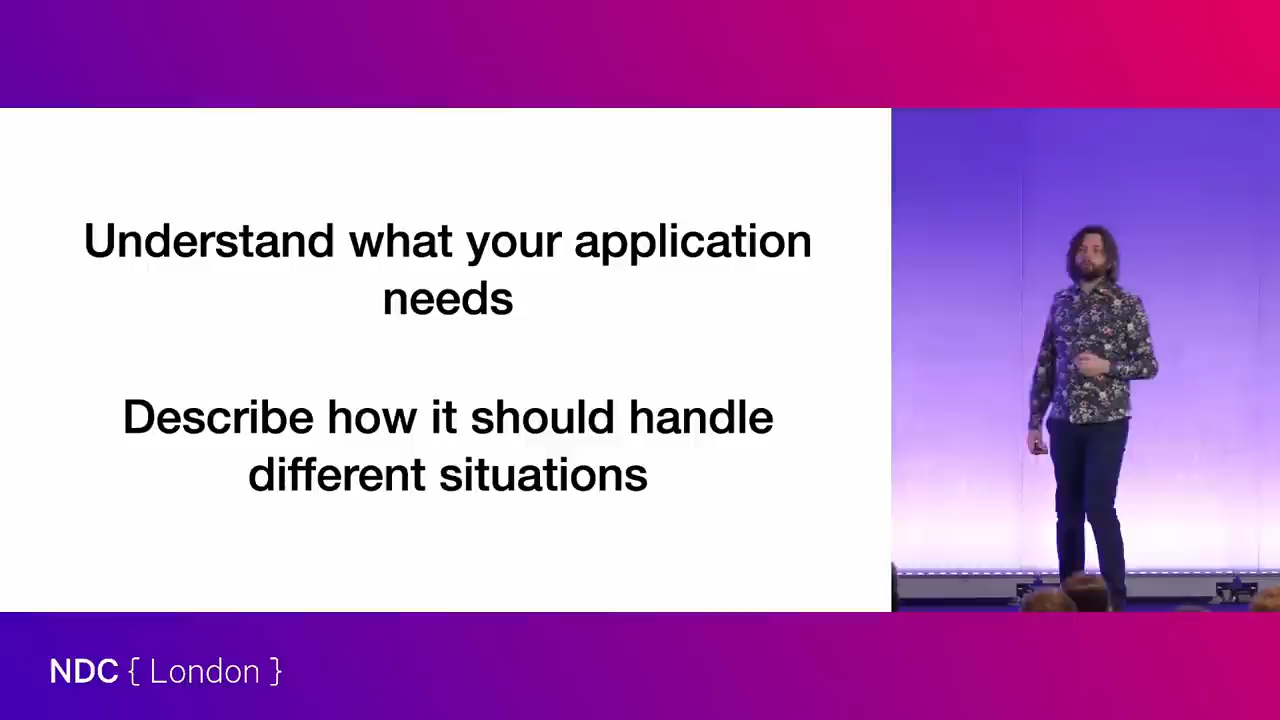 Understand what your application
needs
Describe how it should handle
different situations
NDC { London }